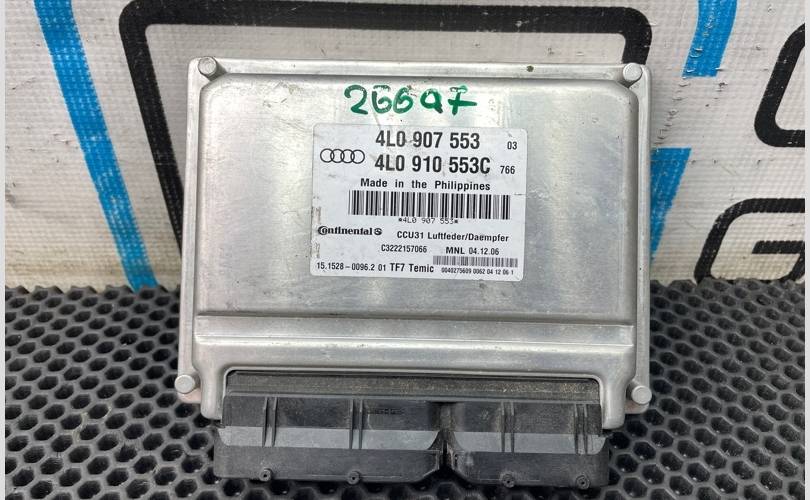 26697
4L0 907 553 03
4L0 910 553C 766
Made in the Philippines
*4L0 907 553*
Continental CCU31 Luftfeder/Daempfer
C3222157066 MNL 04.12.06
15.1528-0096.2 01 TF7 Temic 0040275609 0062 04 12 06 1